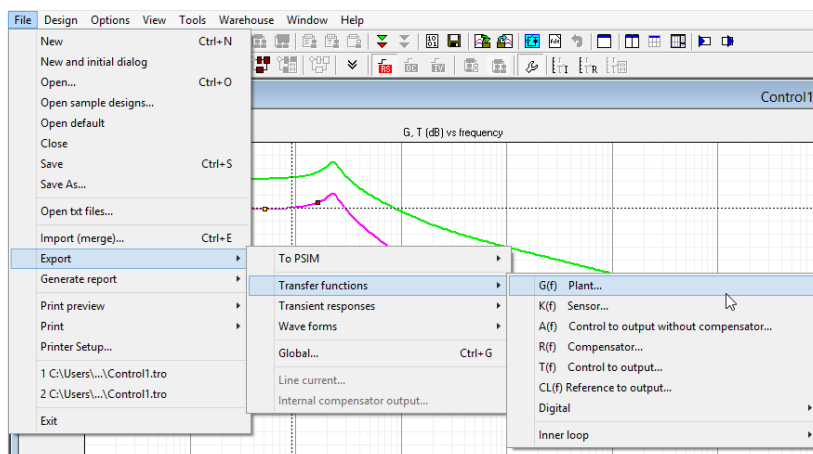 File Design Options View Tools Warehouse Window Help
New Ctrl+N
New and initial dialog
Open... Ctrl+O
Open sample designs...
Open default
Close
Save Ctrl+S
Save As...
Open txt files...
Import (merge)... Ctrl+E
Export
Generate report
Print preview
Print
Printer Setup...
1 C:\Users\...\Control1.tro
2 C:\Users\...\Control1.tro
Exit
RS
I
R
Control1
G, T (dB) vs frequency
To PSIM
Transfer functions
Transient responses
Wave forms
Global... Ctrl+G
Line current...
Internal compensator output...
G(f) Plant...
K(f) Sensor...
A(f) Control to output without compensator...
R(f) Compensator...
T(f) Control to output...
CL(f) Reference to output...
Digital
Inner loop